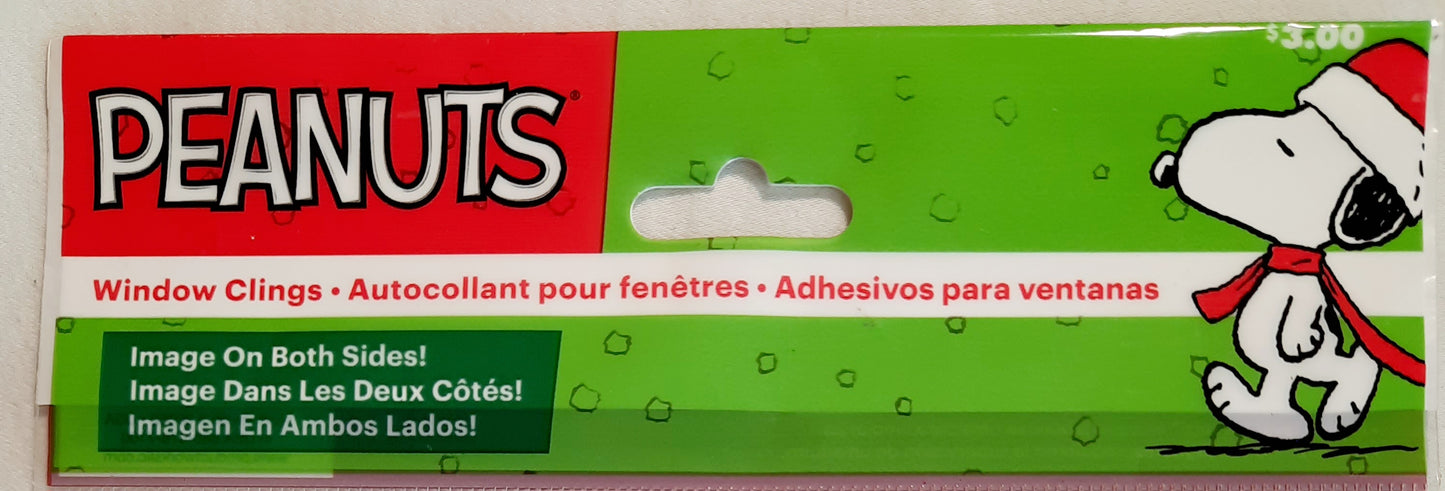 $3.00
PEANUTS®
Window Clings • Autocollant pour fenêtres • Adhesivos para ventanas
Image On Both Sides!
Image Dans Les Deux Côtés!
Imagen En Ambos Lados!